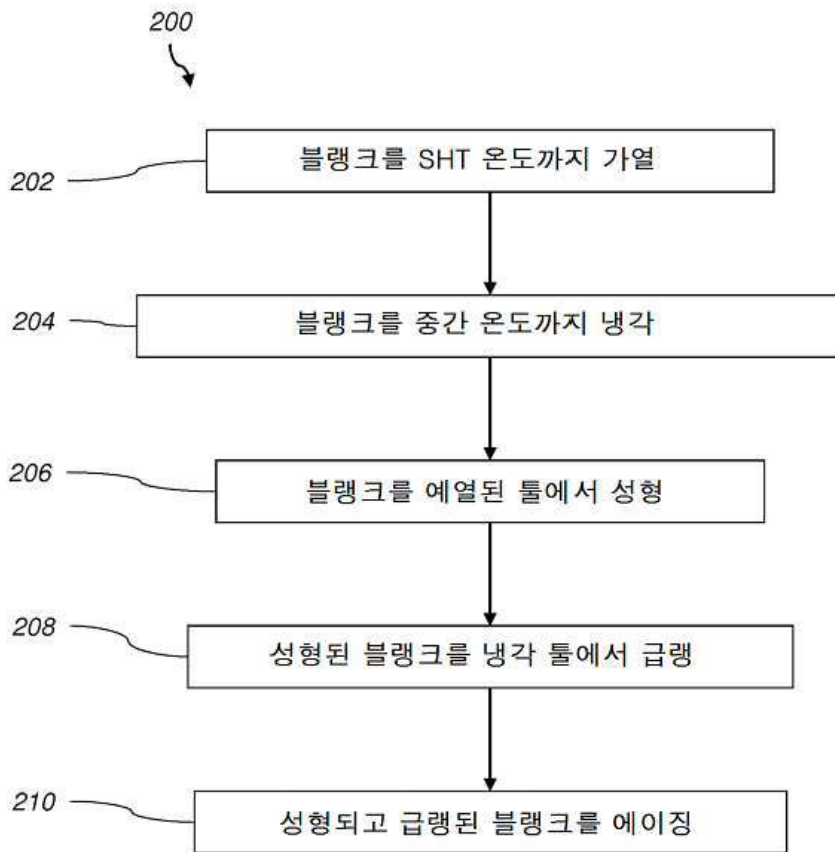 200
202
블랭크를 SHT 온도까지 가열
204
블랭크를 중간 온도까지 냉각
206
블랭크를 예열된 툴에서 성형
208
성형된 블랭크를 냉각 툴에서 급랭
210
성형되고 급랭된 블랭크를 에이징